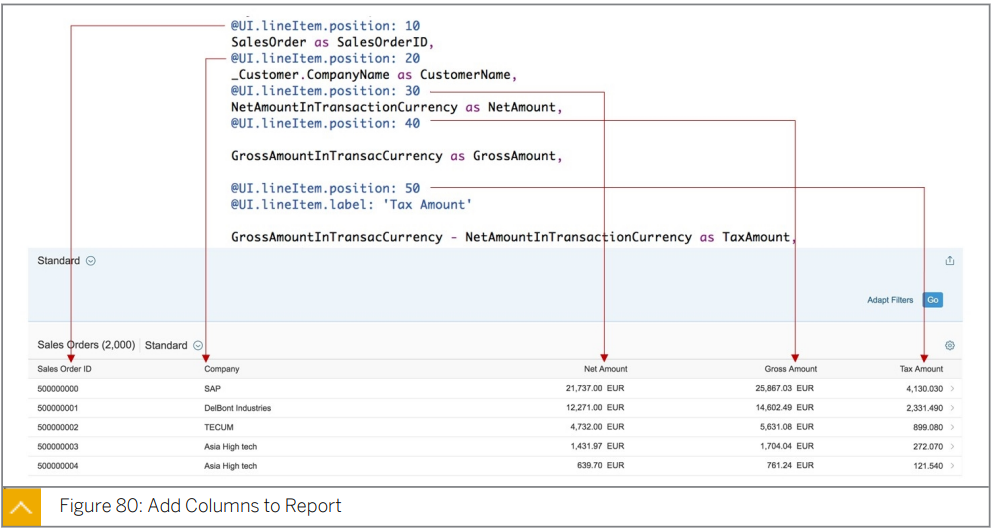 @UI.lineItem.position: 10
SalesOrder as SalesOrderID,
@UI.lineItem.position: 20
_Customer.CompanyName as CustomerName,
@UI.lineItem.position: 30
NetAmountInTransactionCurrency as NetAmount,
@UI.lineItem.position: 40
GrossAmountInTransacCurrency as GrossAmount,
@UI.lineItem.position: 50
@UI.lineItem.label: 'Tax Amount'
GrossAmountInTransacCurrency - NetAmountInTransactionCurrency as TaxAmount,
Standard
Adapt Filters Go
Sales Orders (2,000) Standard
Sales Order ID Company Net Amount Gross Amount Tax Amount
500000000 SAP 21,737.00 EUR 25,867.03 EUR 4,130.030
500000001 DelBont Industries 12,271.00 EUR 14,602.49 EUR 2,331.490
500000002 TECUM 4,732.00 EUR 5,631.08 EUR 899.080
500000003 Asia High tech 1,431.97 EUR 1,704.04 EUR 272.070
500000004 Asia High tech 639.70 EUR 761.24 EUR 121.540
Figure 80: Add Columns to Report